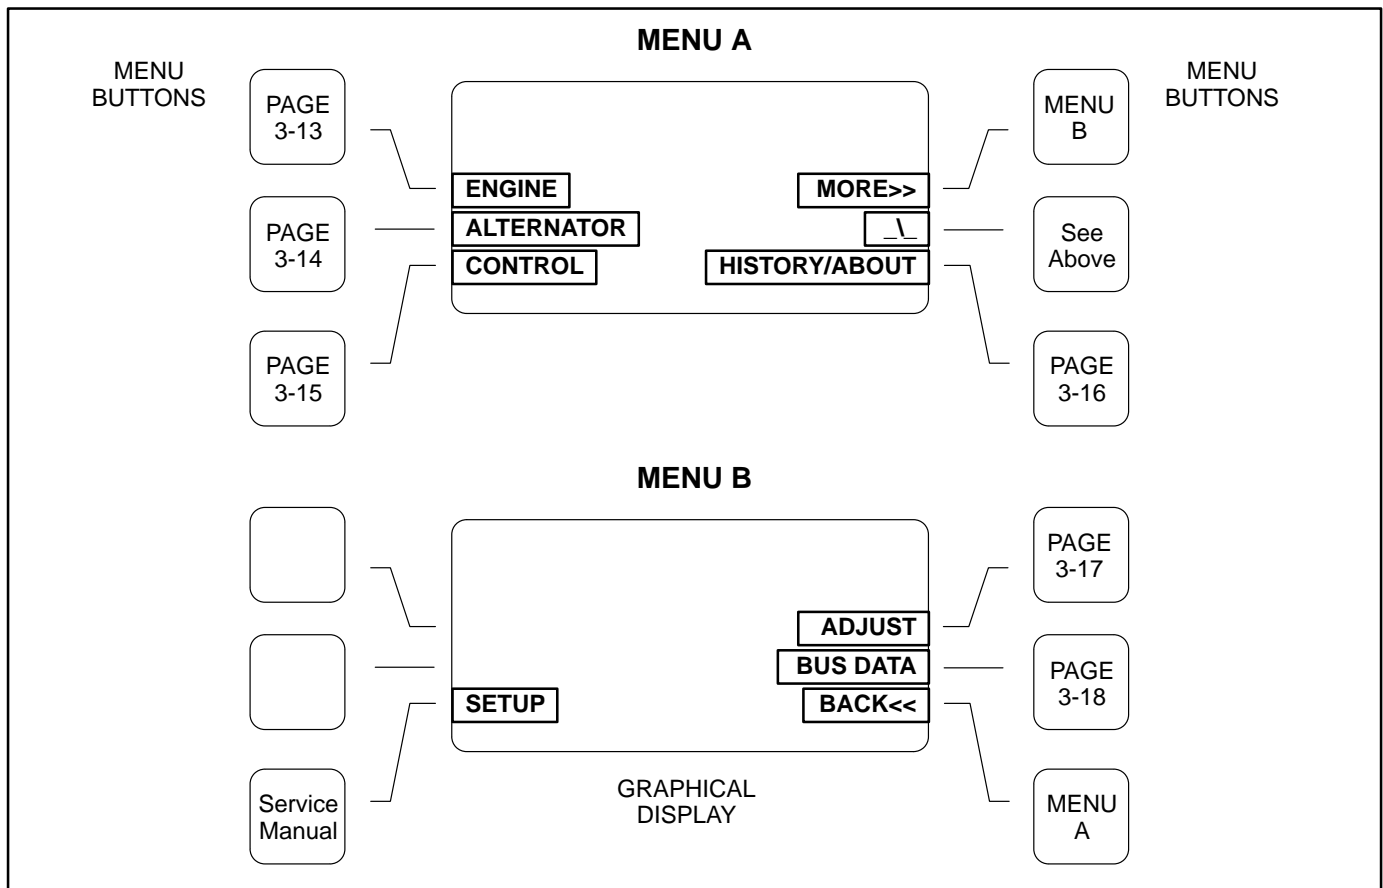 MENU A
MENU
BUTTONS
MENU
BUTTONS
PAGE
3-13
MENU
B
ENGINE
MORE>>
PAGE
3-14
ALTERNATOR
_\_
See
Above
CONTROL
HISTORY/ABOUT
PAGE
3-15
PAGE
3-16
MENU B
PAGE
3-17
ADJUST
BUS DATA
PAGE
3-18
SETUP
BACK<<
Service
Manual
GRAPHICAL
DISPLAY
MENU
A